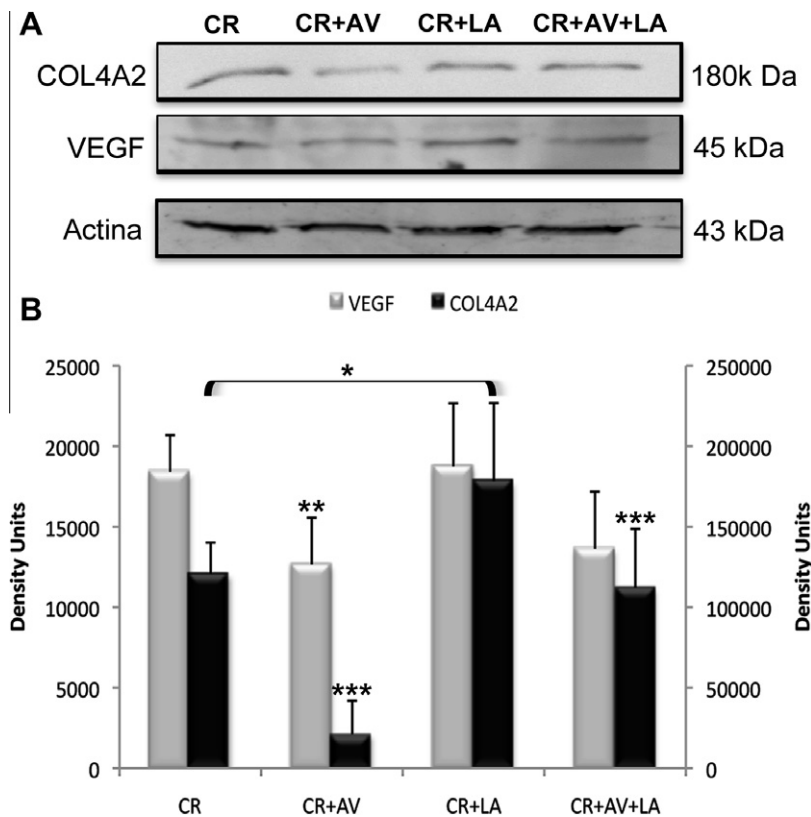 A
CR CR+AV CR+LA CR+AV+LA
COL4A2 180k Da
VEGF 45 kDa
Actina 43 kDa
B
VEGF COL4A2
25000 250000
*
20000 200000
** ***
15000 150000
Density Units Density Units
10000 100000
5000 50000
***
0 0
CR CR+AV CR+LA CR+AV+LA